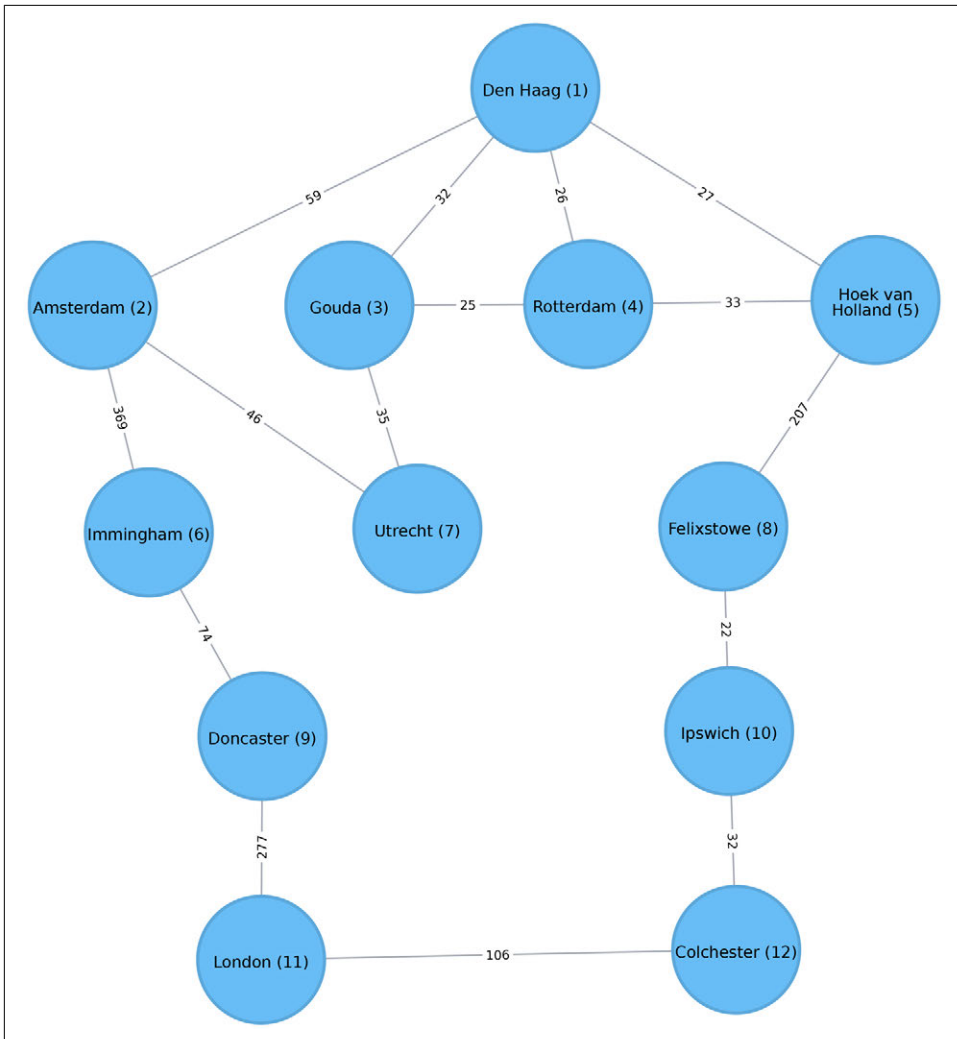 Den Haag (1)
59
32
26
27
Amsterdam (2)
Gouda (3)
25
Rotterdam (4)
33
Hoek van
Holland (5)
369
46
35
207
Immingham (6)
Utrecht (7)
Felixstowe (8)
74
22
Doncaster (9)
Ipswich (10)
277
32
London (11)
106
Colchester (12)